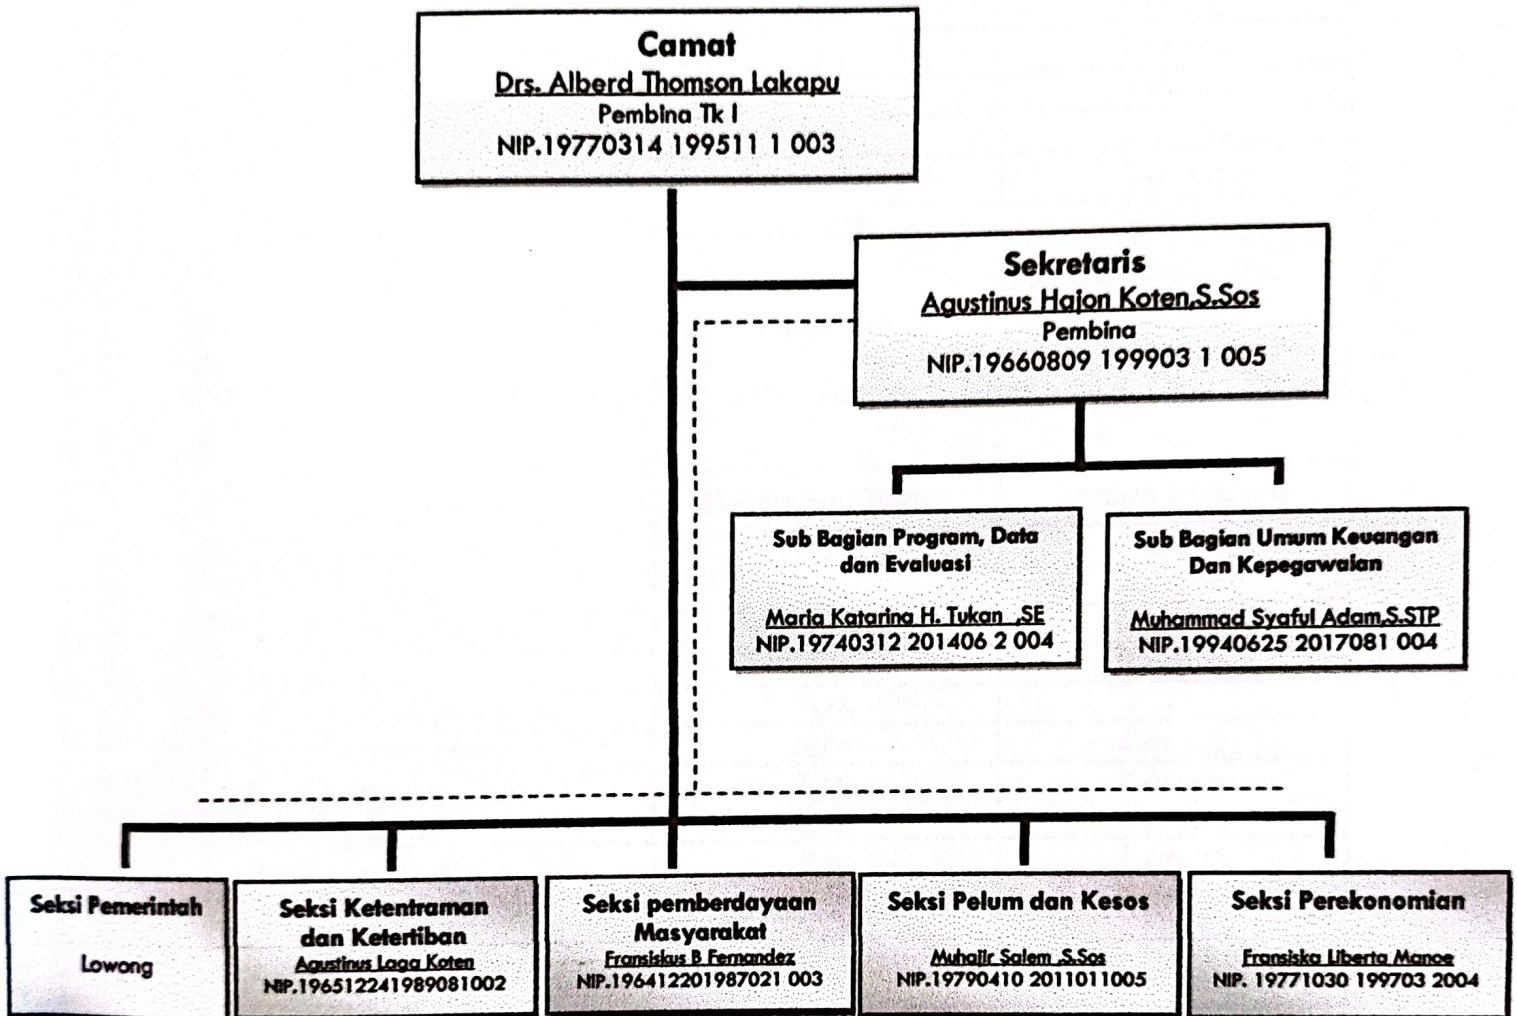 Camat
Drs. Alberd Thomson Lakapu
Pembina Tk I
NIP.19770314 199511 1 003
Sekretaris
Agustinus Hajon Koten,S.Sos
Pembina
NIP.19660809 199903 1 005
Sub Bagian Program, Data
dan Evaluasi
Maria Katarina H. Tukan ,SE
NIP.19740312 201406 2 004
Sub Bagian Umum Keuangan
Dan Kepegawaian
Muhammad Syaful Adam,S.STP
NIP.19940625 2017081 004
Seksi Pemerintah
Lowong
Seksi Ketentraman
dan Ketertiban
Agustinus Laga Koten
NIP.196512241989081002
Seksi pemberdayaan
Masyarakat
Fransiskus B Fernandez
NIP.196412201987021 003
Seksi Pelum dan Kesos
Muhajir Salem ,S.Sos
NIP.19790410 2011011005
Seksi Perekonomian
Fransiska Liberta Manoe
NIP. 19771030 199703 2004